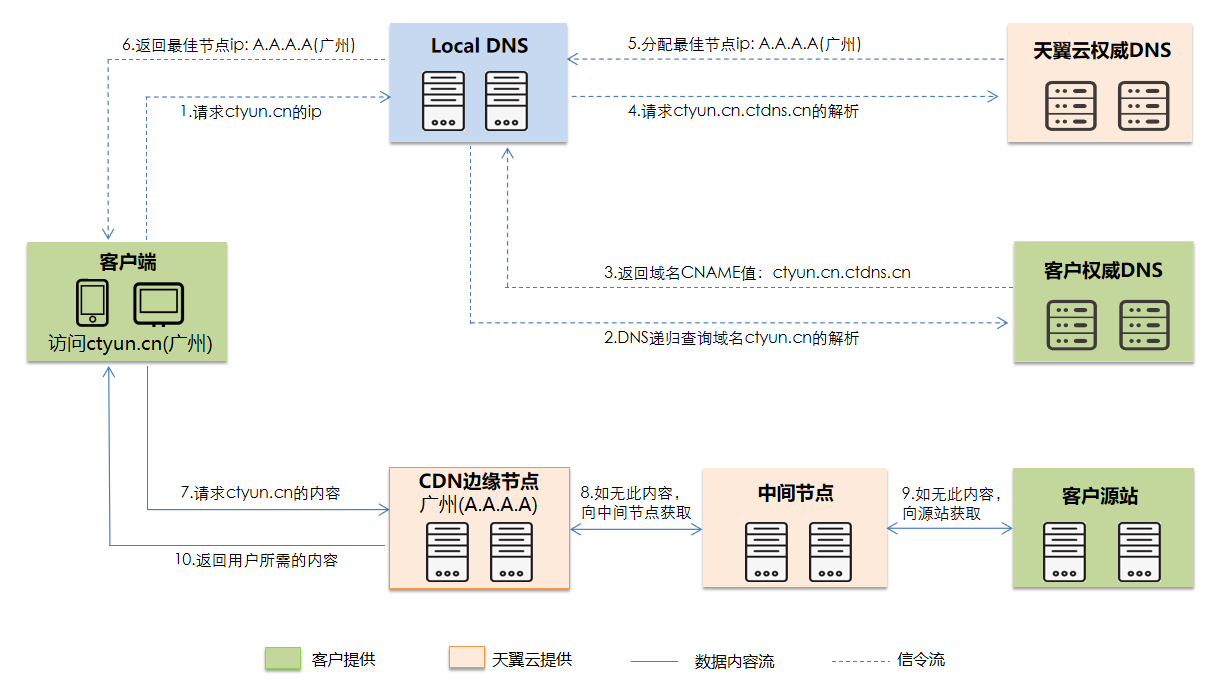 6.返回最佳节点ip: A.A.A.A(广州)
Local DNS
5.分配最佳节点ip: A.A.A.A(广州)
天翼云权威DNS
1.请求ctyun.cn的ip
4.请求ctyun.cn.ctdns.cn的解析
客户端
访问ctyun.cn(广州)
3.返回域名CNAME值：ctyun.cn.ctdns.cn
客户权威DNS
2.DNS递归查询域名ctyun.cn的解析
7.请求ctyun.cn的内容
CDN边缘节点
广州(A.A.A.A)
8.如无此内容，
向中间节点获取
中间节点
9.如无此内容，
向源站获取
客户源站
10.返回用户所需的内容
客户提供
天翼云提供
数据内容流
信令流